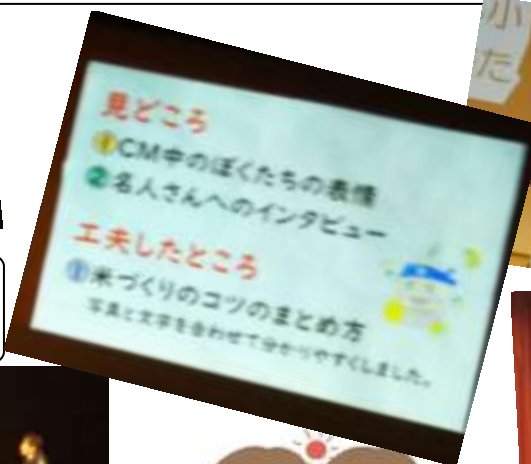 見どころ
①CM中のぼくたちの表情
②名人さんへのインタビュー
工夫したところ
①米づくりのコツのまとめ方
写真と文字を合わせて分かりやすくしました。
た